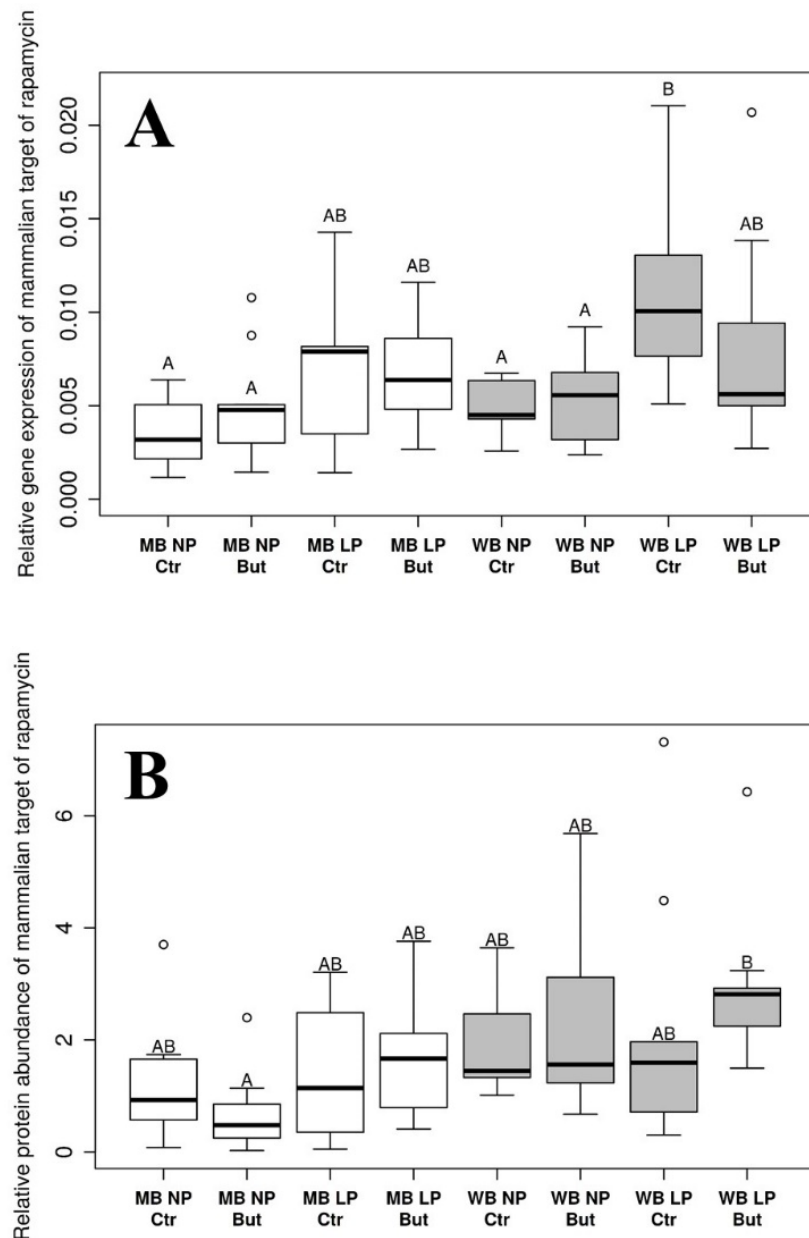 A
Relative gene expression of mammalian target of rapamycin
0.020
0.015
0.010
0.005
0.000
A
A
AB
AB
A
A
B
AB
MB NP MB NP MB LP MB LP WB NP WB NP WB LP WB LP
Ctr But Ctr But Ctr But Ctr But
B
Relative protein abundance of mammalian target of rapamycin
6
4
2
0
AB
A
AB
AB
AB
AB
AB
B
MB NP MB NP MB LP MB LP WB NP WB NP WB LP WB LP
Ctr But Ctr But Ctr But Ctr But